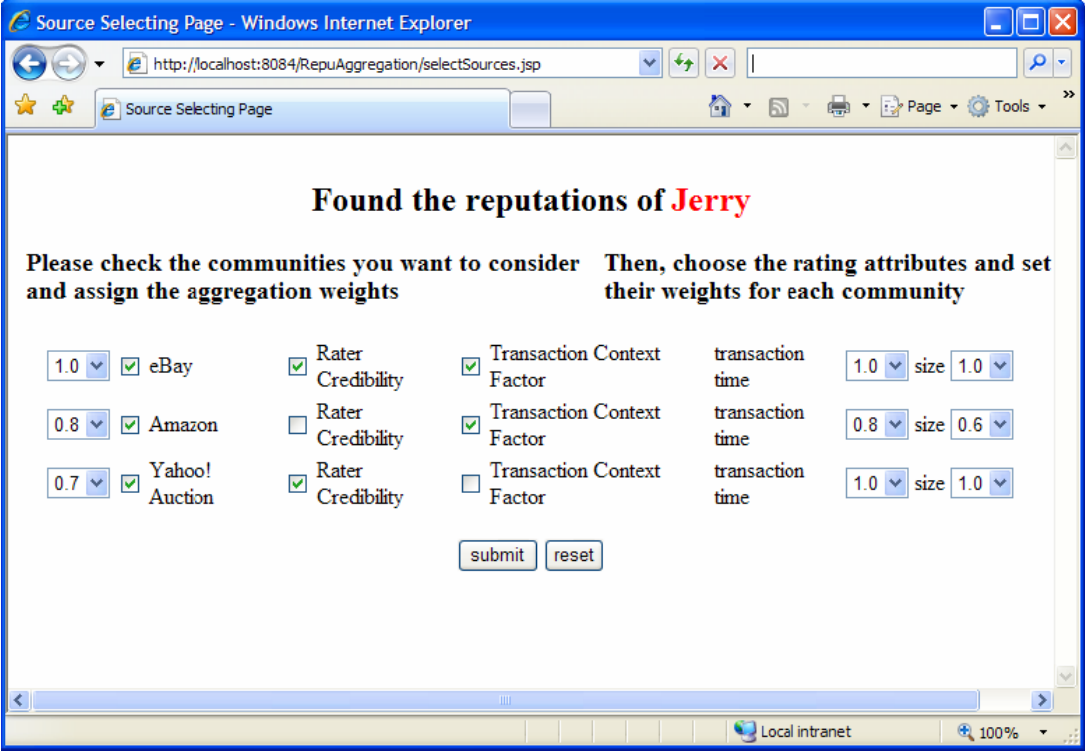 Source Selecting Page - Windows Internet Explorer
http://localhost:8084/RepuAggregation/selectSources.jsp
Source Selecting Page
Page
Tools
»
Found the reputations of Jerry
Please check the communities you want to consider
and assign the aggregation weights
Then, choose the rating attributes and set
their weights for each community
1.0 eBay Rater Credibility Transaction Context Factor transaction time 1.0 size 1.0
0.8 Amazon Rater Credibility Transaction Context Factor transaction time 0.8 size 0.6
0.7 Yahoo! Auction Rater Credibility Transaction Context Factor transaction time 1.0 size 1.0
submit reset
Local intranet
100%